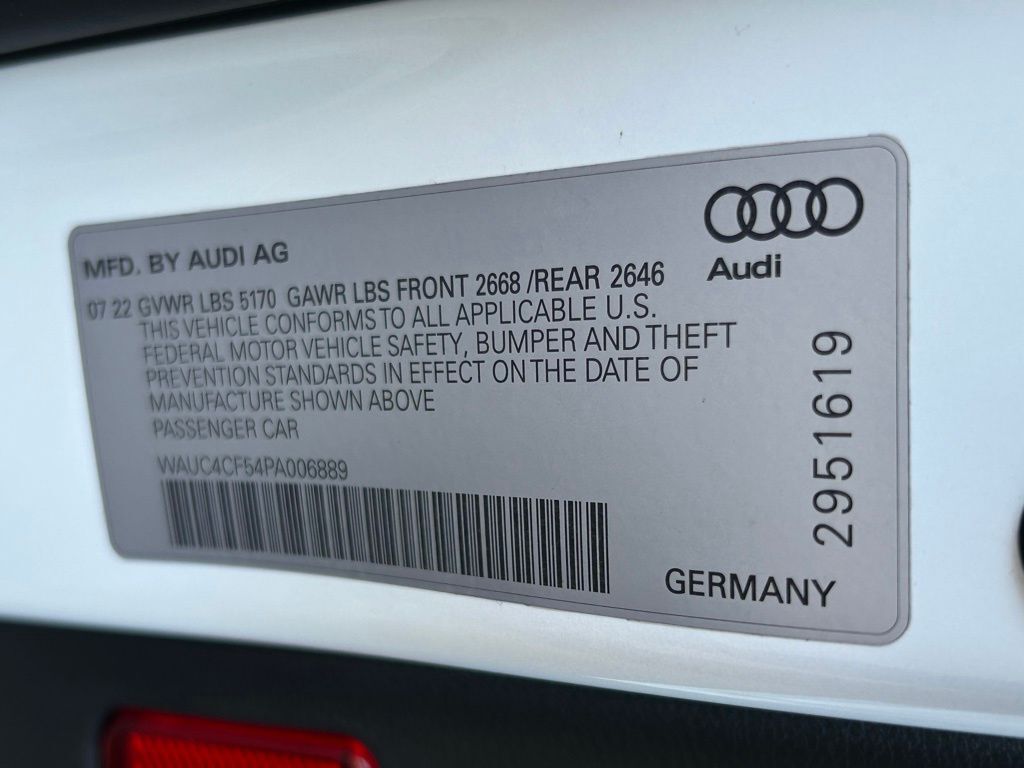 MFD. BY AUDI AG
07 22 GVWR LBS 5170 GAWR LBS FRONT 2668 /REAR 2646
THIS VEHICLE CONFORMS TO ALL APPLICABLE U.S.
FEDERAL MOTOR VEHICLE SAFETY, BUMPER AND THEFT
PREVENTION STANDARDS IN EFFECT ON THE DATE OF
MANUFACTURE SHOWN ABOVE
PASSENGER CAR
WAUC4CF54PA006889
Audi
2951619
GERMANY